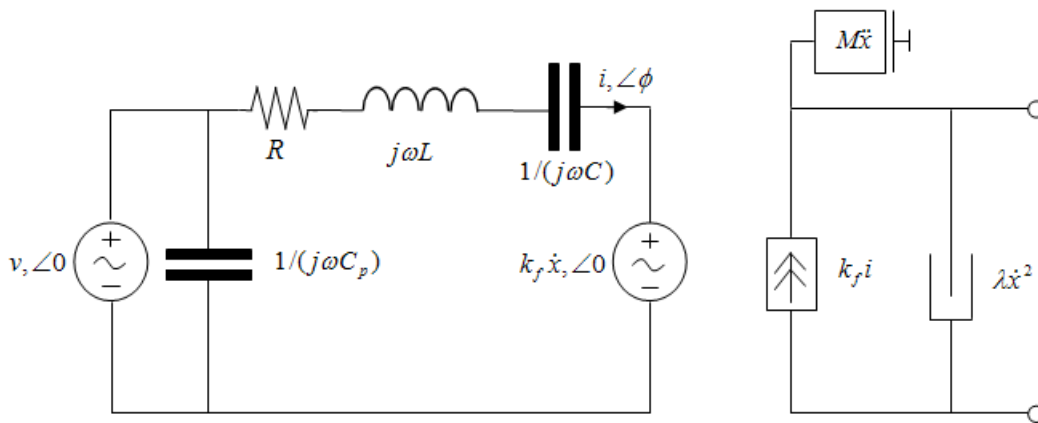 Mẍ
i,∠ϕ
R
jωL
1/(jωC)
v,∠0
+
−
1/(jωC_p)
k_f ẋ,∠0
+
−
k_f i
λẋ²